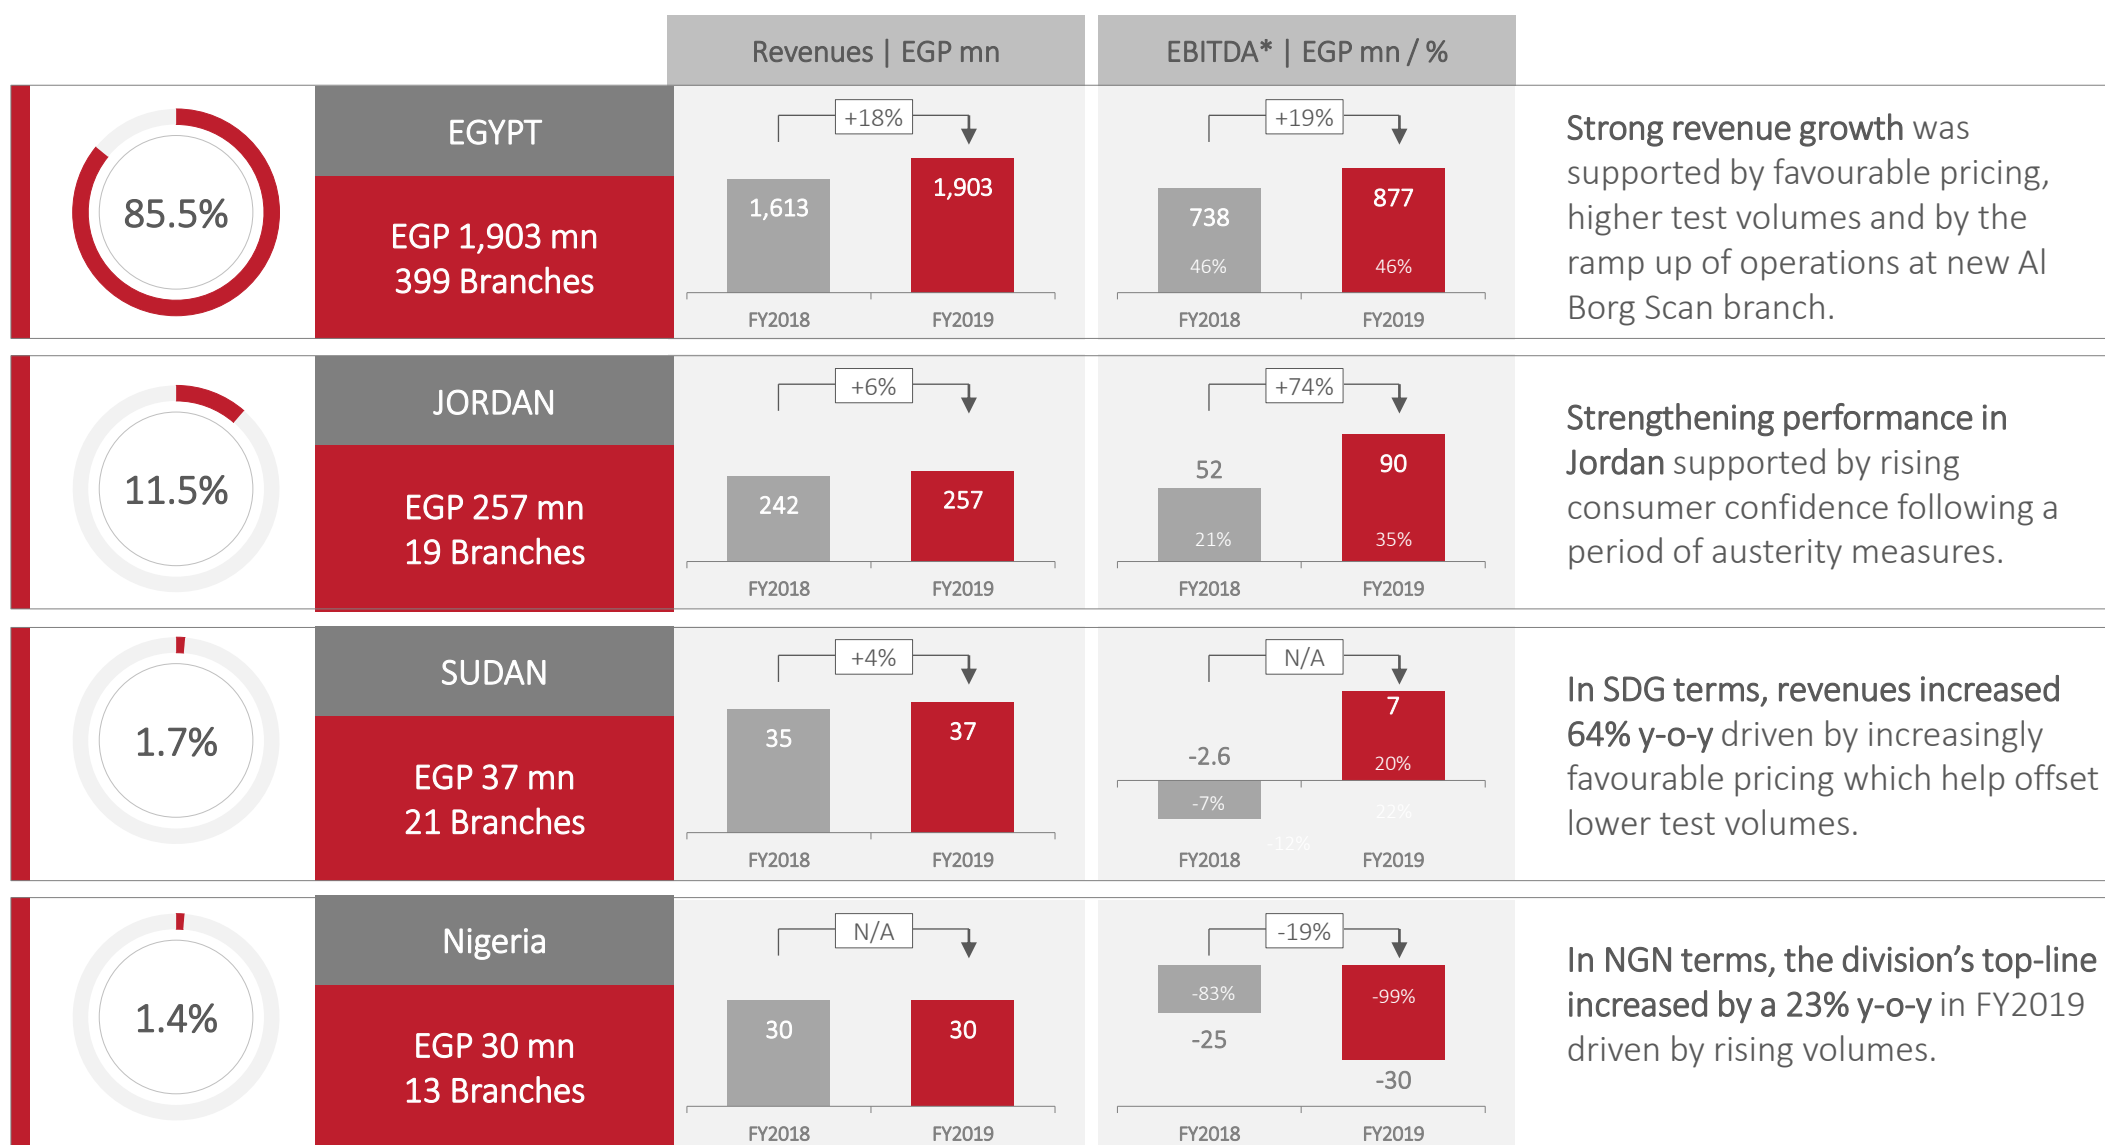 Revenues | EGP mn
EBITDA* | EGP mn / %
85.5%
EGYPT
EGP 1,903 mn
399 Branches
+18%
1,613
1,903
FY2018
FY2019
+19%
738
46%
877
46%
FY2018
FY2019
Strong revenue growth was
supported by favourable pricing,
higher test volumes and by the
ramp up of operations at new Al
Borg Scan branch.
11.5%
JORDAN
EGP 257 mn
19 Branches
+6%
242
257
FY2018
FY2019
+74%
52
21%
90
35%
FY2018
FY2019
Strengthening performance in
Jordan supported by rising
consumer confidence following a
period of austerity measures.
1.7%
SUDAN
EGP 37 mn
21 Branches
+4%
35
37
FY2018
FY2019
N/A
-2.6
-7%
7
20%
22%
-12%
FY2018
FY2019
In SDG terms, revenues increased
64% y-o-y driven by increasingly
favourable pricing which help offset
lower test volumes.
1.4%
Nigeria
EGP 30 mn
13 Branches
N/A
30
30
FY2018
FY2019
-19%
-83%
-25
-99%
-30
FY2018
FY2019
In NGN terms, the division’s top-line
increased by a 23% y-o-y in FY2019
driven by rising volumes.